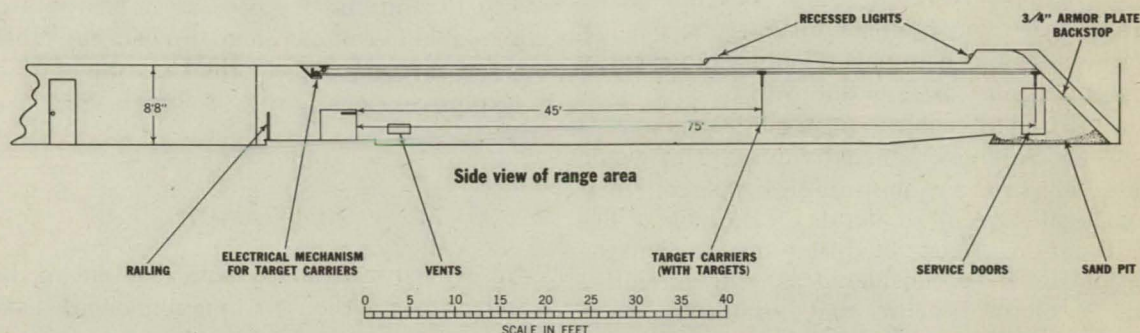 RECESSED LIGHTS
3/4" ARMOR PLATE
BACKSTOP
8'8"
45'
75'
Side view of range area
RAILING
ELECTRICAL MECHANISM
FOR TARGET CARRIERS
VENTS
TARGET CARRIERS
(WITH TARGETS)
SERVICE DOORS
SAND PIT
0 5 10 15 20 25 30 35 40
SCALE IN FEET